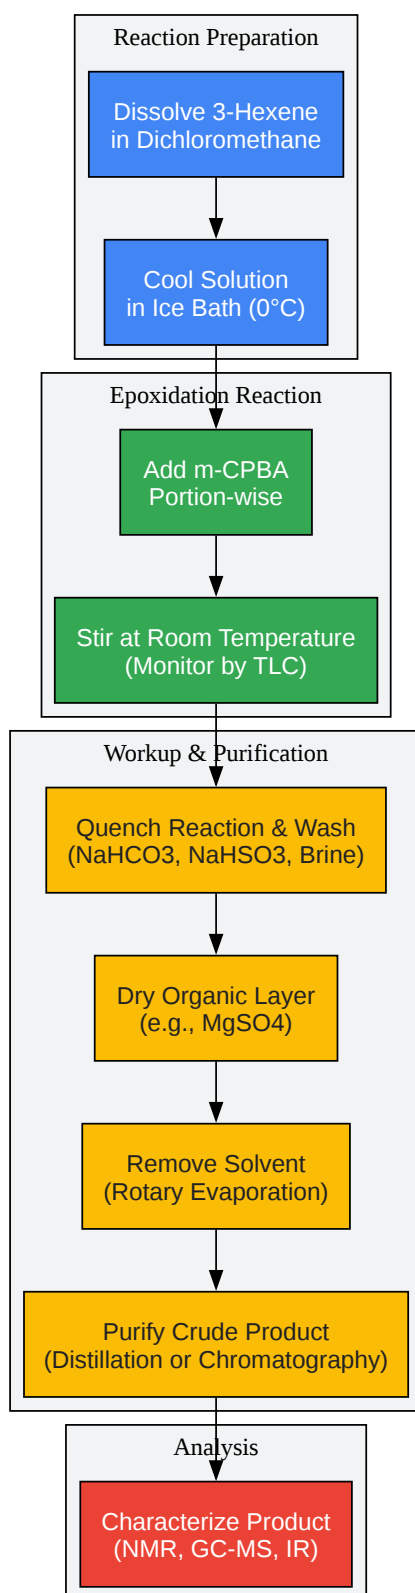 Reaction Preparation
Dissolve 3-Hexene
in Dichloromethane
Cool Solution
in Ice Bath (0°C)
Epoxidation Reaction
Add m-CPBA
Portion-wise
Stir at Room Temperature
(Monitor by TLC)
Workup & Purification
Quench Reaction & Wash
(NaHCO3, NaHSO3, Brine)
Dry Organic Layer
(e.g., MgSO4)
Remove Solvent
(Rotary Evaporation)
Purify Crude Product
(Distillation or Chromatography)
Analysis
Characterize Product
(NMR, GC-MS, IR)